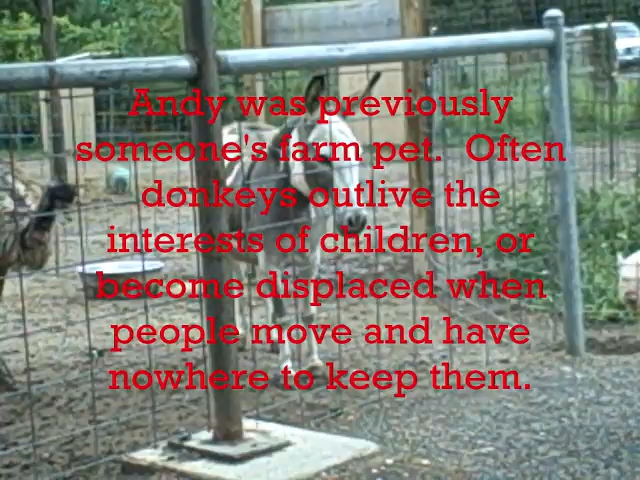 Andy was previously
someone's farm pet.  Often
donkeys outlive the
interests of children, or
become displaced when
people move and have
nowhere to keep them.